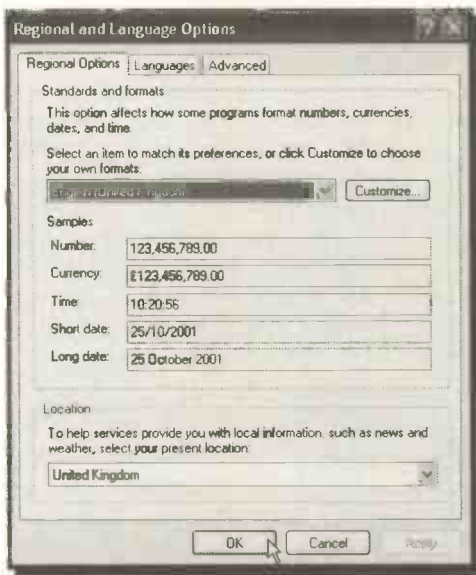 Regional and Language Options
Regional Options Languages Advanced
Standards and formats
This option affects how some programs format numbers, currencies,
dates, and time.
Select an item to match its preferences, or click Customize to choose
your own formats:
English (United Kingdom) Customize...
Samples
Number: 123,456,789.00
Currency: £123,456,789.00
Time: 10:20:56
Short date: 25/10/2001
Long date: 25 October 2001
Location
To help services provide you with local information, such as news and
weather, select your present location:
United Kingdom
OK Cancel Apply